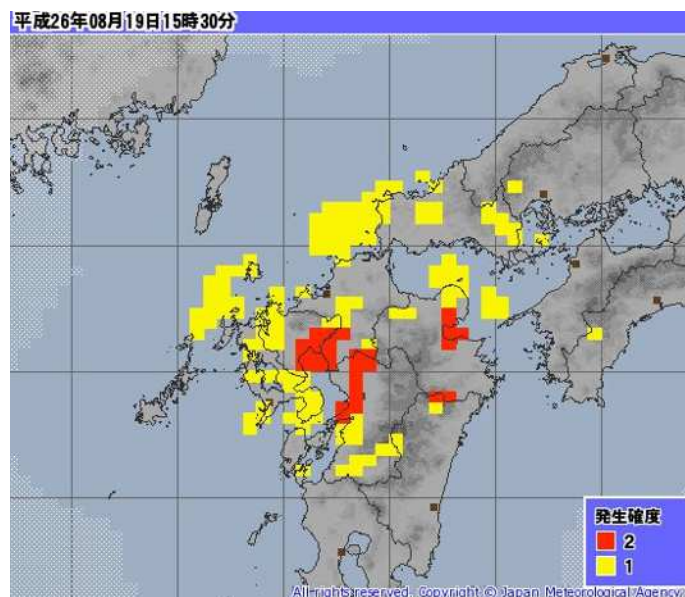 平成26年08月19日15時30分
発生確度
2
1
All rights reserved. Copyright © Japan Meteorological Agency